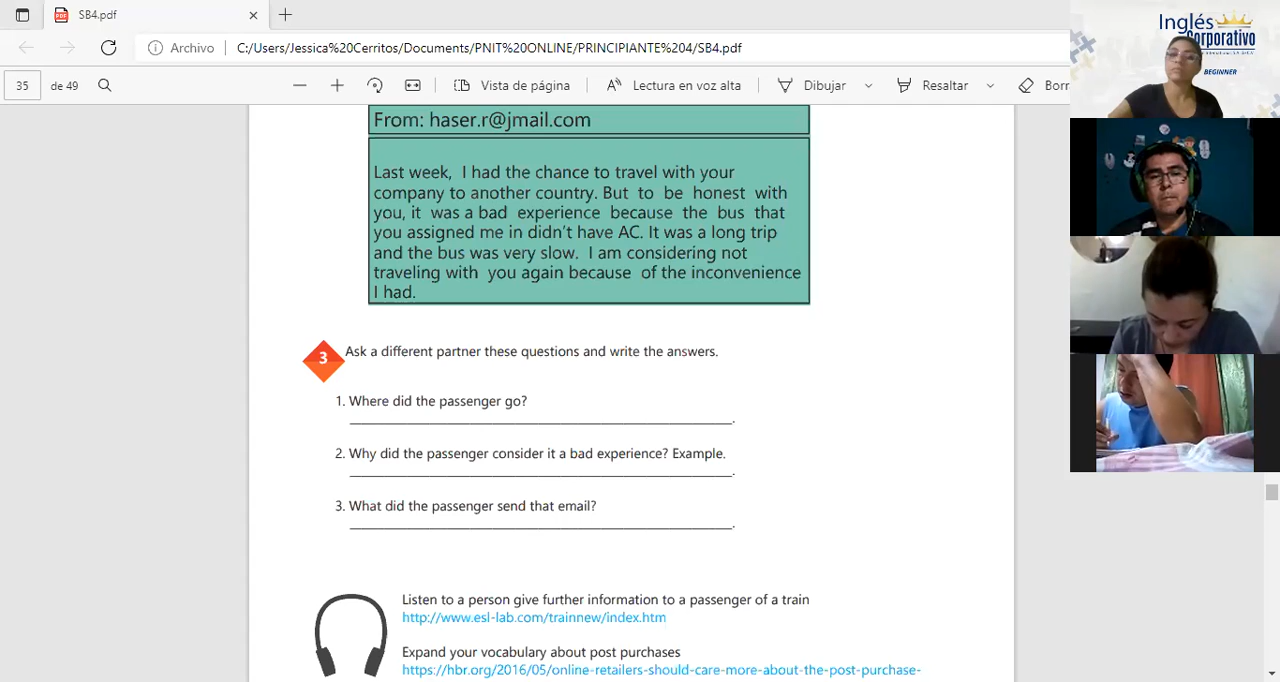 SB4.pdf
Archivo
C:/Users/Jessica%20Cerritos/Documents/PNIT%20ONLINE/PRINCIPIANTE%204/SB4.pdf
35
de 49
Vista de página
Lectura en voz alta
Dibujar
Resaltar
Borr
Inglés
Corporativo
BEGINNER
From: haser.r@jmail.com
Last week, I had the chance to travel with your
company to another country. But to be honest with
you, it was a bad experience because the bus that
you assigned me in didn't have AC. It was a long trip
and the bus was very slow. I am considering not
traveling with you again because of the inconvenience
I had.
3
Ask a different partner these questions and write the answers.
1. Where did the passenger go?
2. Why did the passenger consider it a bad experience? Example.
3. What did the passenger send that email?
Listen to a person give further information to a passenger of a train
http://www.esl-lab.com/trainnew/index.htm
Expand your vocabulary about post purchases
https://hbr.org/2016/05/online-retailers-should-care-more-about-the-post-purchase-